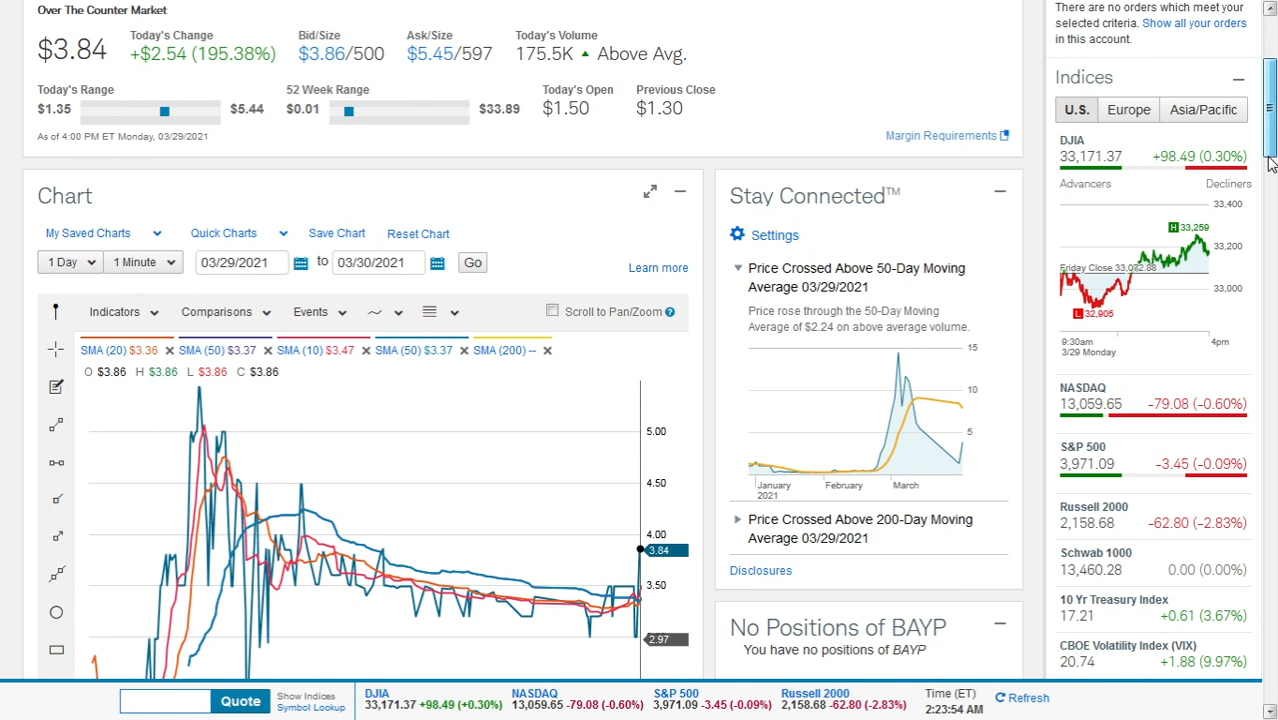 Over The Counter Market
There are no orders which meet your
selected criteria. Show all your orders
in this account.
$3.84
Today's Change
+$2.54 (195.38%)
Bid/Size
$3.86/500
Ask/Size
$5.45/597
Today's Volume
175.5K Above Avg.
Today's Range
$1.35 $5.44
52 Week Range
$0.01 $33.89
Today's Open
$1.50
Previous Close
$1.30
As of 4:00 PM ET Monday, 03/29/2021
Margin Requirements
Chart
My Saved Charts
Quick Charts
Save Chart
Reset Chart
1 Day
1 Minute
03/29/2021
to
03/30/2021
Go
Learn more
Indicators
Comparisons
Events
Scroll to Pan/Zoom
SMA (20) $3.36
SMA (50) $3.37
SMA (10) $3.47
SMA (50) $3.37
SMA (200) --
O $3.86 H $3.86 L $3.86 C $3.86
5.00
4.50
4.00
3.84
3.50
2.97
Stay Connected™
Settings
Price Crossed Above 50-Day Moving
Average 03/29/2021
Price rose through the 50-Day Moving
Average of $2.24 on above average volume.
15
10
5
January
2021
February
March
Price Crossed Above 200-Day Moving
Average 03/29/2021
Disclosures
No Positions of BAYP
You have no positions of BAYP
Indices
U.S.
Europe
Asia/Pacific
DJIA
33,171.37 +98.49 (0.30%)
Advancers Decliners
33,400
H 33,259
33,200
Friday Close 33,072.88
33,000
L 32,905
9:30am
3/29 Monday
4pm
NASDAQ
13,059.65 -79.08 (-0.60%)
S&P 500
3,971.09 -3.45 (-0.09%)
Russell 2000
2,158.68 -62.80 (-2.83%)
Schwab 1000
13,460.28 0.00 (0.00%)
10 Yr Treasury Index
17.21 +0.61 (3.67%)
CBOE Volatility Index (VIX)
20.74 +1.88 (9.97%)
Quote
Show Indices
Symbol Lookup
DJIA
33,171.37 +98.49 (+0.30%)
NASDAQ
13,059.65 -79.08 (-0.60%)
S&P 500
3,971.09 -3.45 (-0.09%)
Russell 2000
2,158.68 -62.80 (-2.83%)
Time (ET)
2:23:54 AM
Refresh